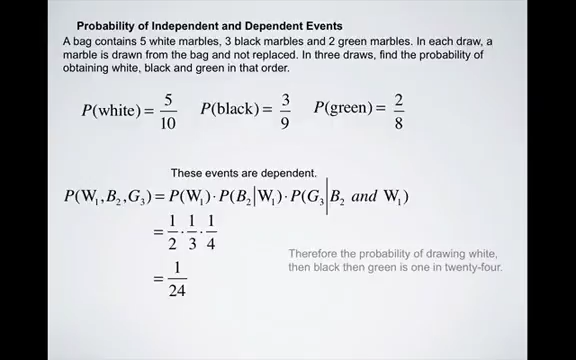 Probability of Independent and Dependent Events
A bag contains 5 white marbles, 3 black marbles and 2 green marbles. In each draw, a
marble is drawn from the bag and not replaced. In three draws, find the probability of
obtaining white, black and green in that order.
P(white) = 5/10 P(black) = 3/9 P(green) = 2/8
These events are dependent.
P(W₁,B₂,G₃) = P(W₁)·P(B₂|W₁)·P(G₃|B₂ and W₁)
= 1/2 · 1/3 · 1/4
= 1/24
Therefore the probability of drawing white,
then black then green is one in twenty-four.